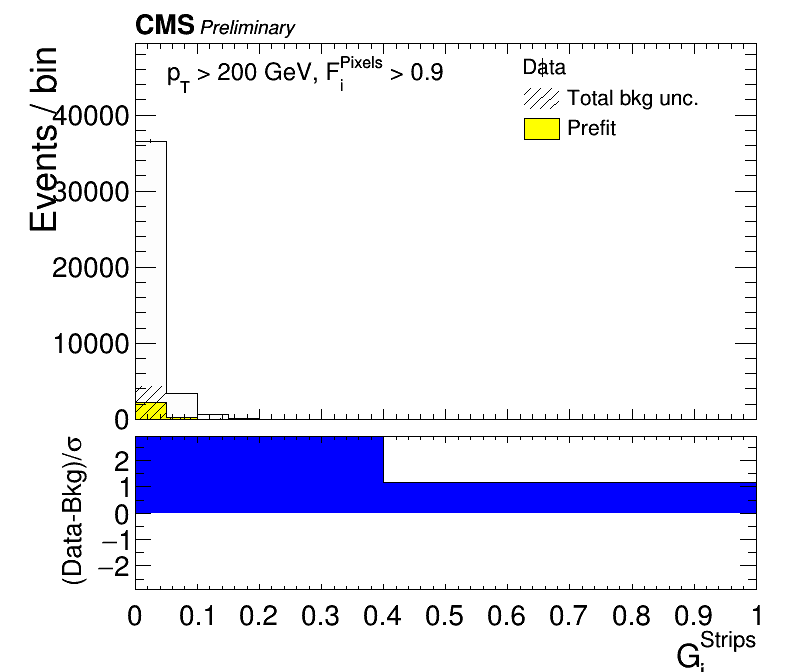 CMS Preliminary
p_T > 200 GeV, F_i^Pixels > 0.9
Data
Total bkg unc.
Prefit
Events / bin
40000
30000
20000
10000
0
(Data-Bkg)/σ
2
1
0
−1
−2
0 0.1 0.2 0.3 0.4 0.5 0.6 0.7 0.8 0.9 1
G_i^Strips